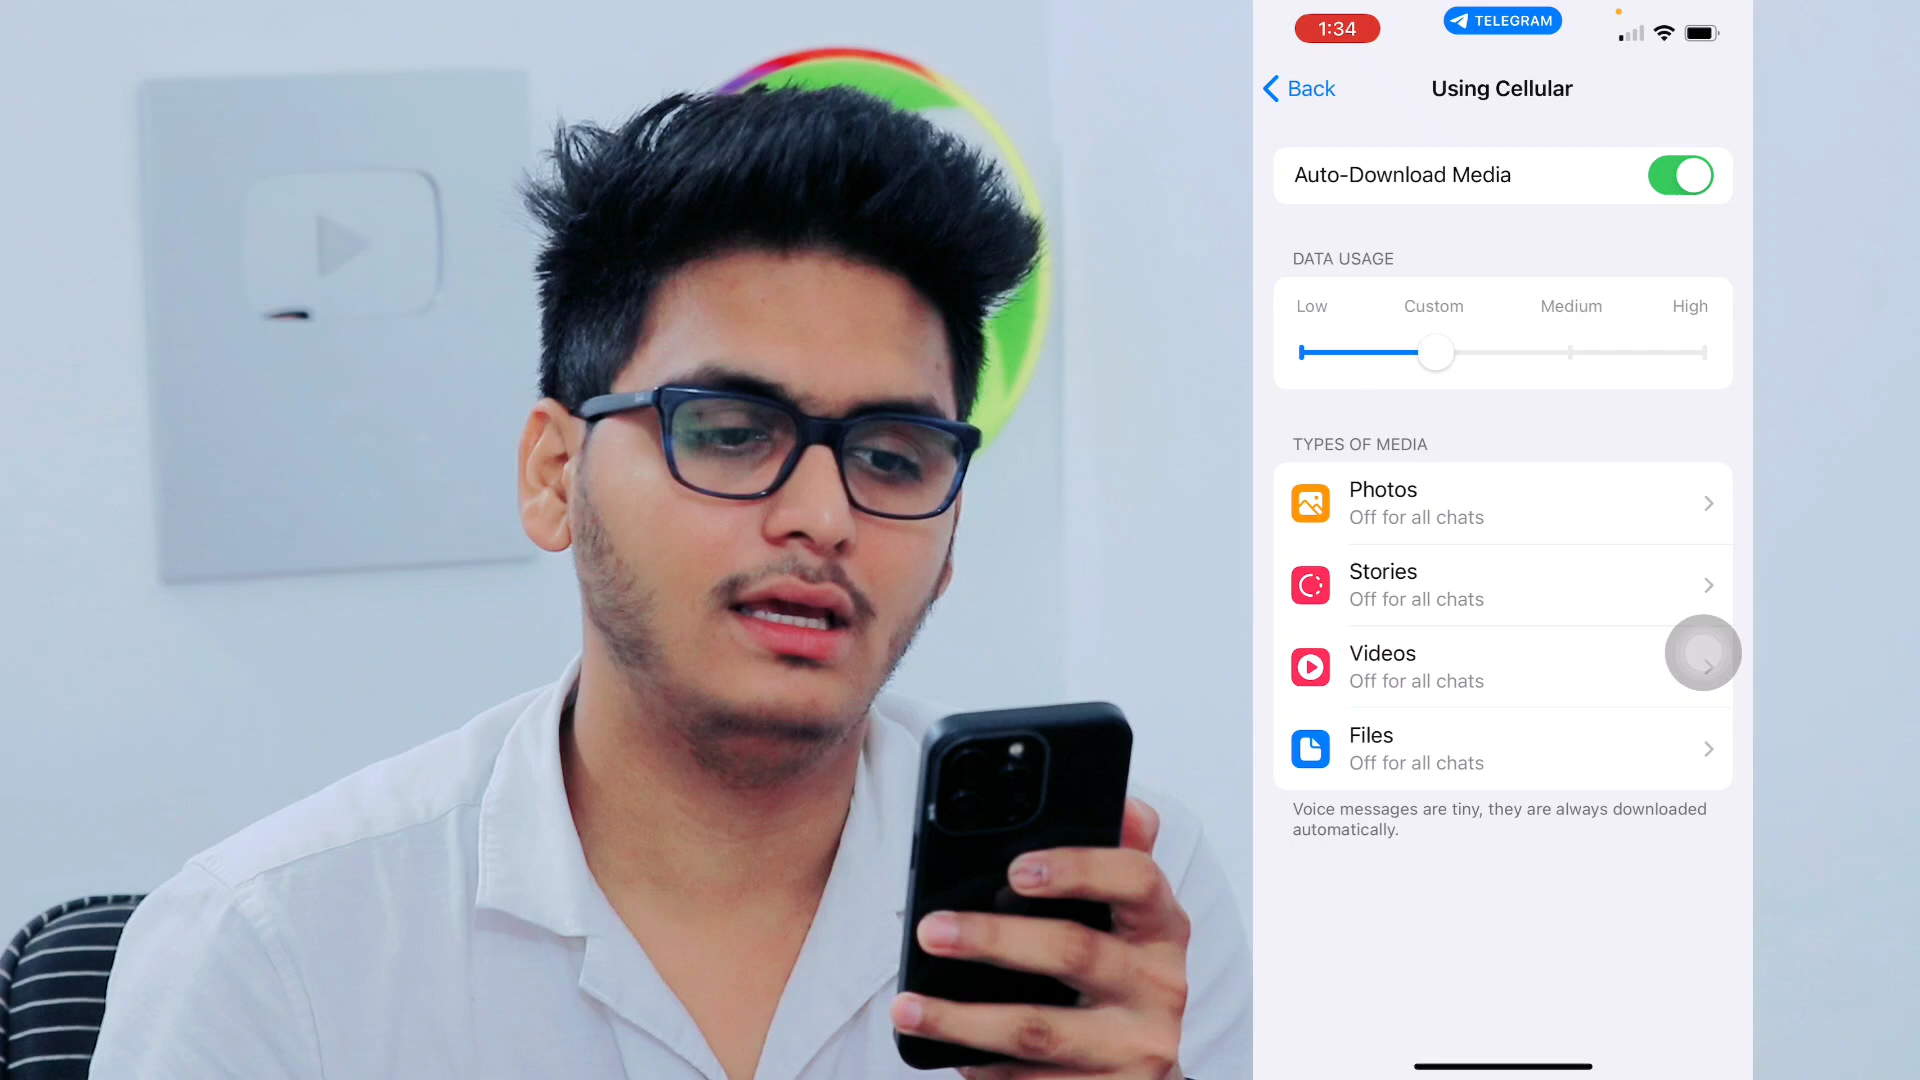 1:34
TELEGRAM
Back
Using Cellular
Auto-Download Media
DATA USAGE
Low Custom Medium High
TYPES OF MEDIA
Photos
Off for all chats
Stories
Off for all chats
Videos
Off for all chats
Files
Off for all chats
Voice messages are tiny, they are always downloaded
automatically.